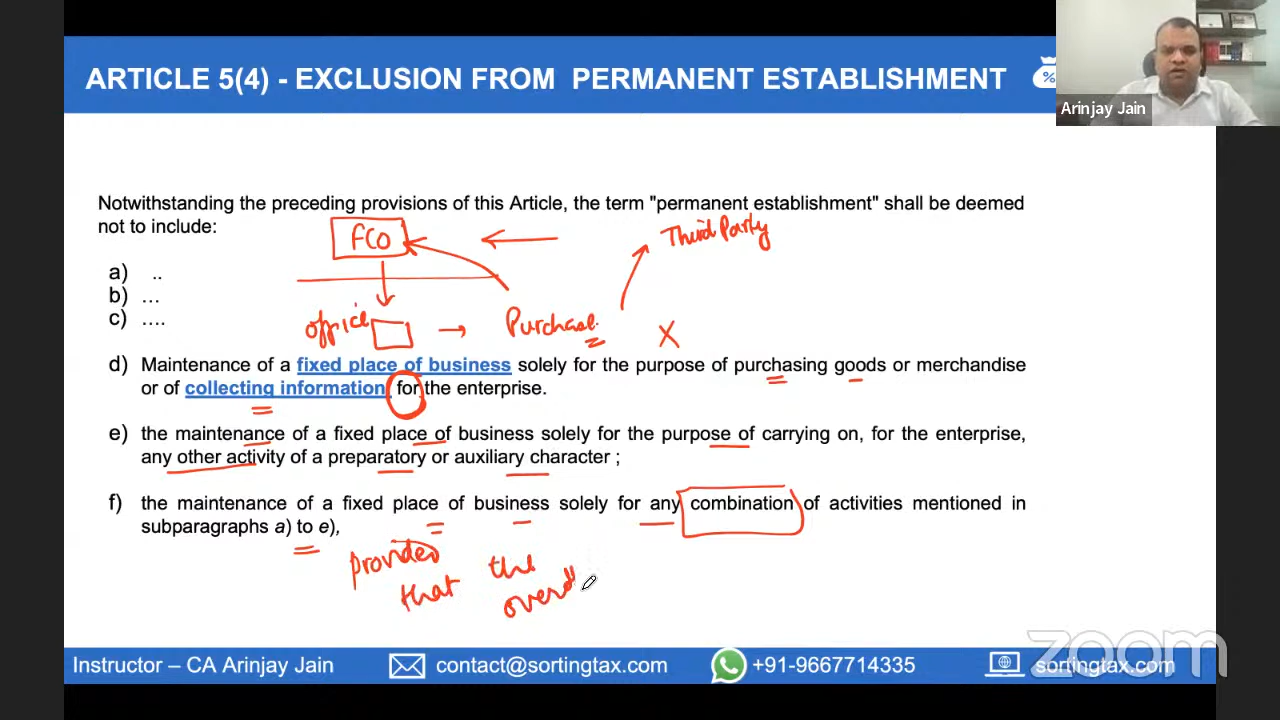 ARTICLE 5(4) - EXCLUSION FROM PERMANENT ESTABLISHMENT
%
Arinjay Jain
Notwithstanding the preceding provisions of this Article, the term "permanent establishment" shall be deemed
not to include:
FCO
Third Party
a) ..
b) ...
c) ....
office
Purchase
X
d) Maintenance of a fixed place of business solely for the purpose of purchasing goods or merchandise
or of collecting information for the enterprise.
e) the maintenance of a fixed place of business solely for the purpose of carrying on, for the enterprise,
any other activity of a preparatory or auxiliary character ;
f) the maintenance of a fixed place of business solely for any combination of activities mentioned in
subparagraphs a) to e),
provided the
that
zoom
Instructor – CA Arinjay Jain
contact@sortingtax.com
+91-9667714335
sortingtax.com